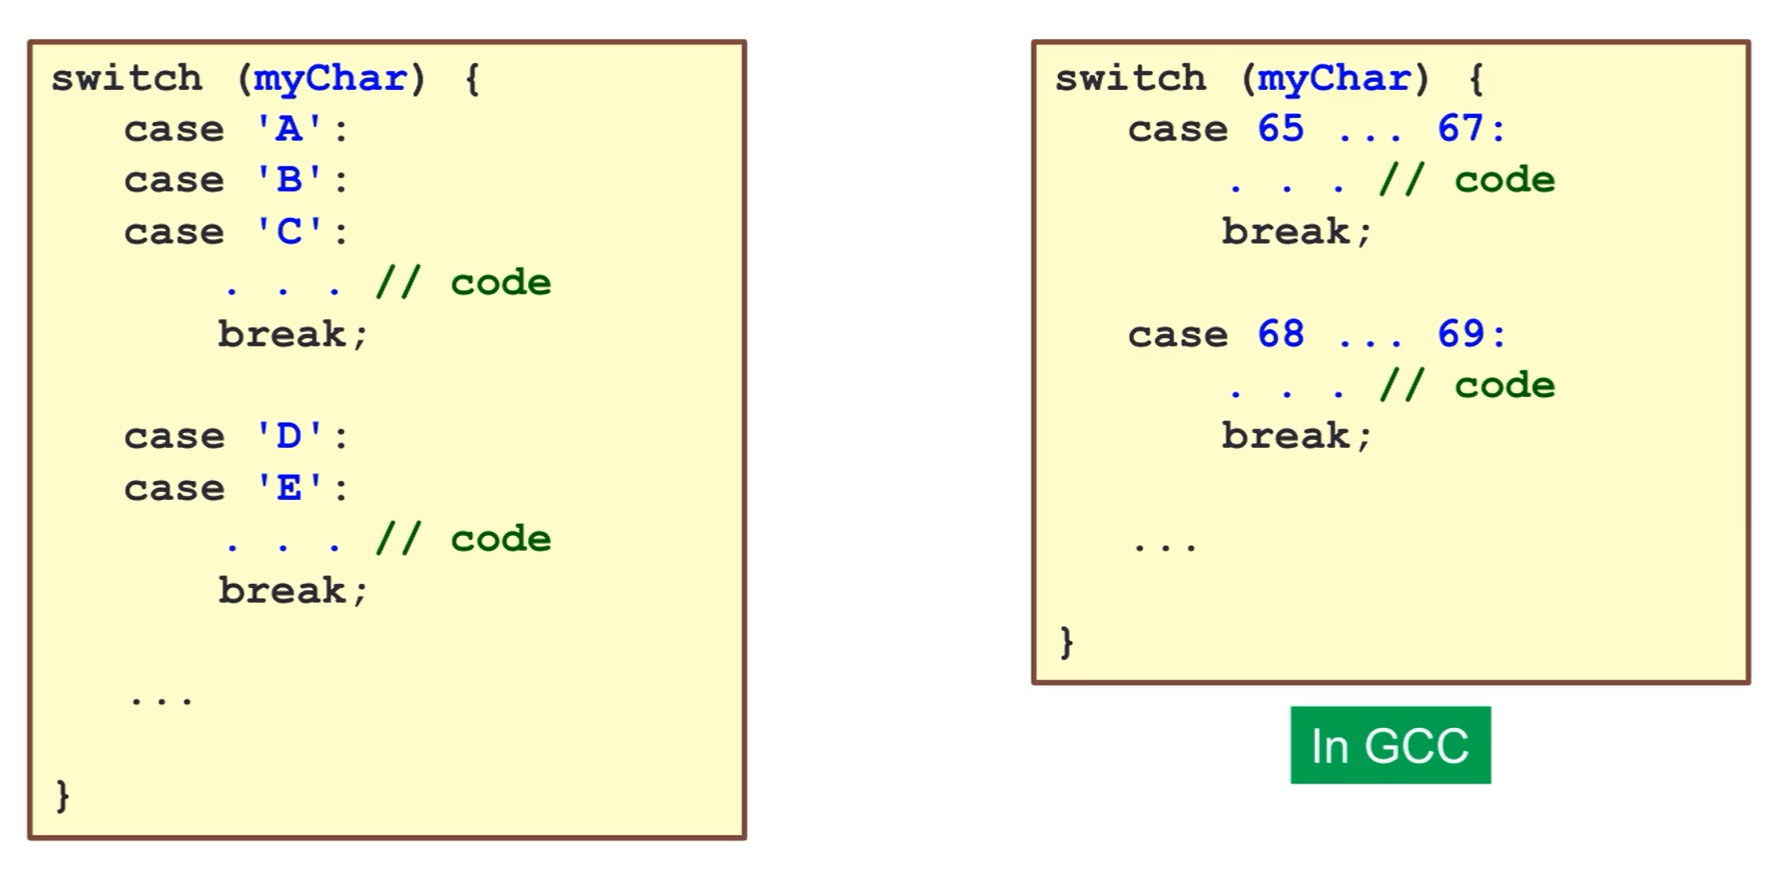 switch (myChar) {
case 'A':
case 'B':
case 'C':
. . . // code
break;
case 'D':
case 'E':
. . . // code
break;
...
}
switch (myChar) {
case 65 ... 67:
. . . // code
break;
case 68 ... 69:
. . . // code
break;
...
}
In GCC